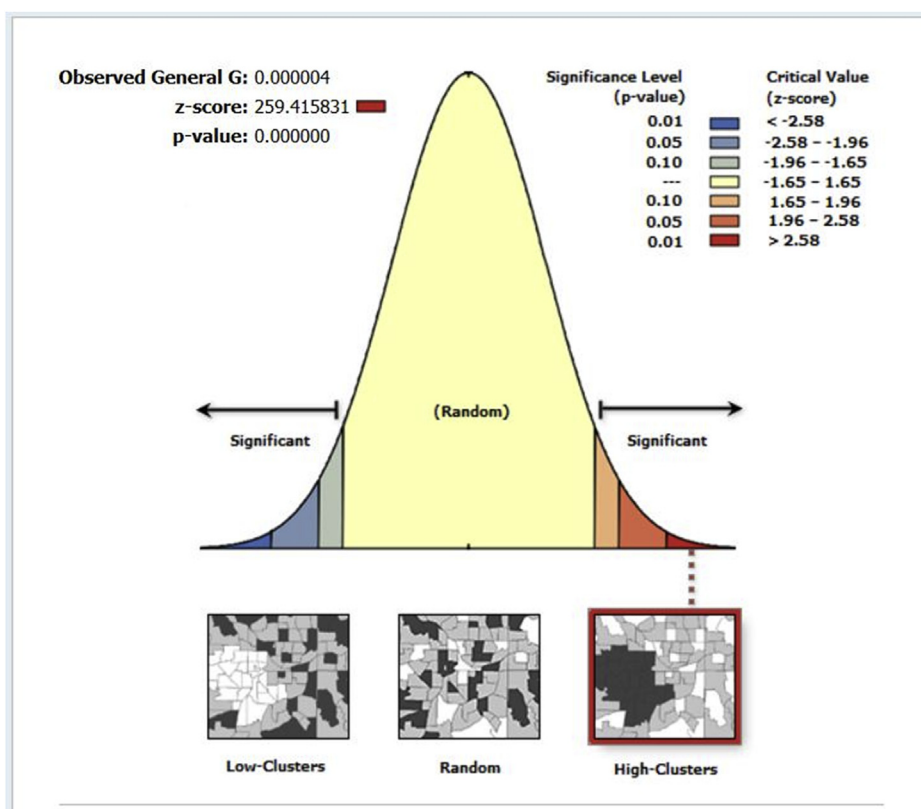 Observed General G: 0.000004
z-score: 259.415831
p-value: 0.000000
Significance Level (p-value)
Critical Value (z-score)
0.01 < -2.58
0.05 -2.58 – -1.96
0.10 -1.96 – -1.65
--- -1.65 – 1.65
0.10 1.65 – 1.96
0.05 1.96 – 2.58
0.01 > 2.58
(Random)
Significant
Significant
Low-Clusters
Random
High-Clusters